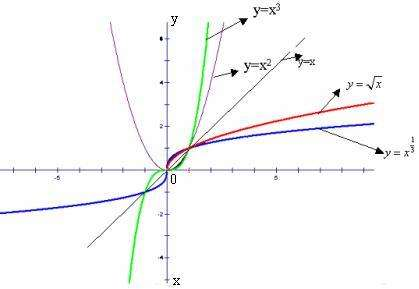 y
y=x³
6
y=x
y=x²
4
y = √x
2
y = x^{1/3}
-5
0
5
-2
-4
x